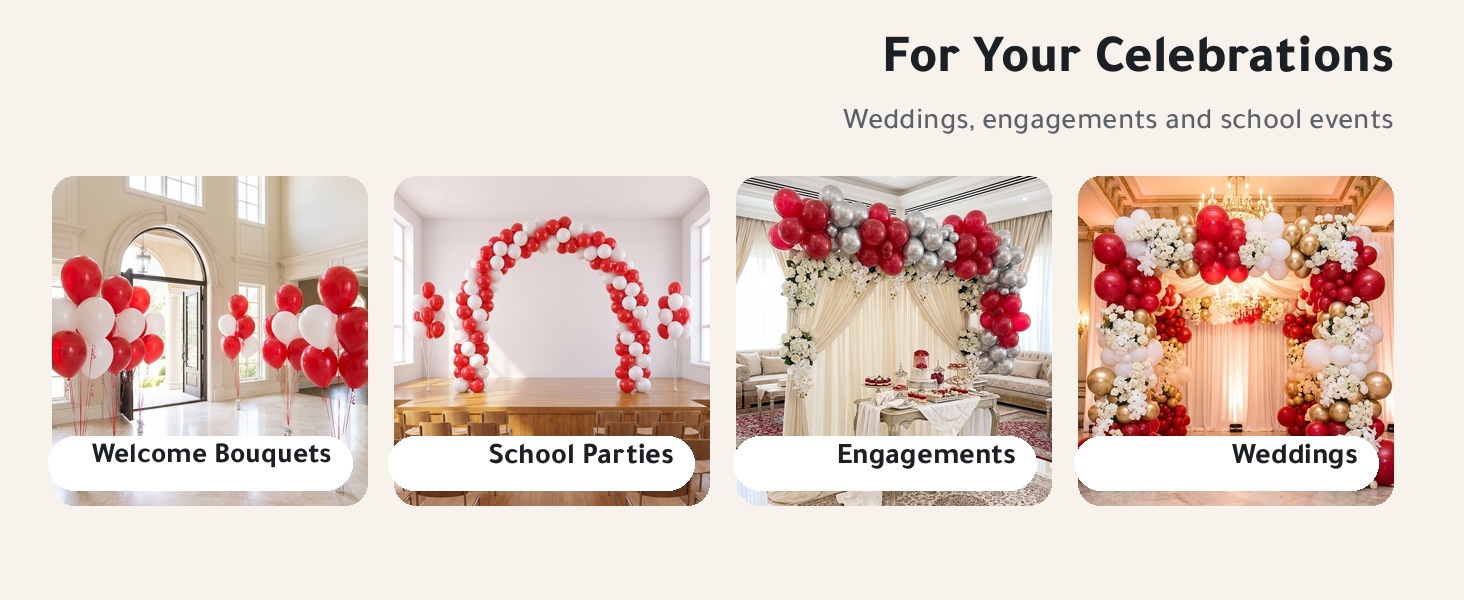 For Your Celebrations
Weddings, engagements and school events
Welcome Bouquets
School Parties
Engagements
Weddings